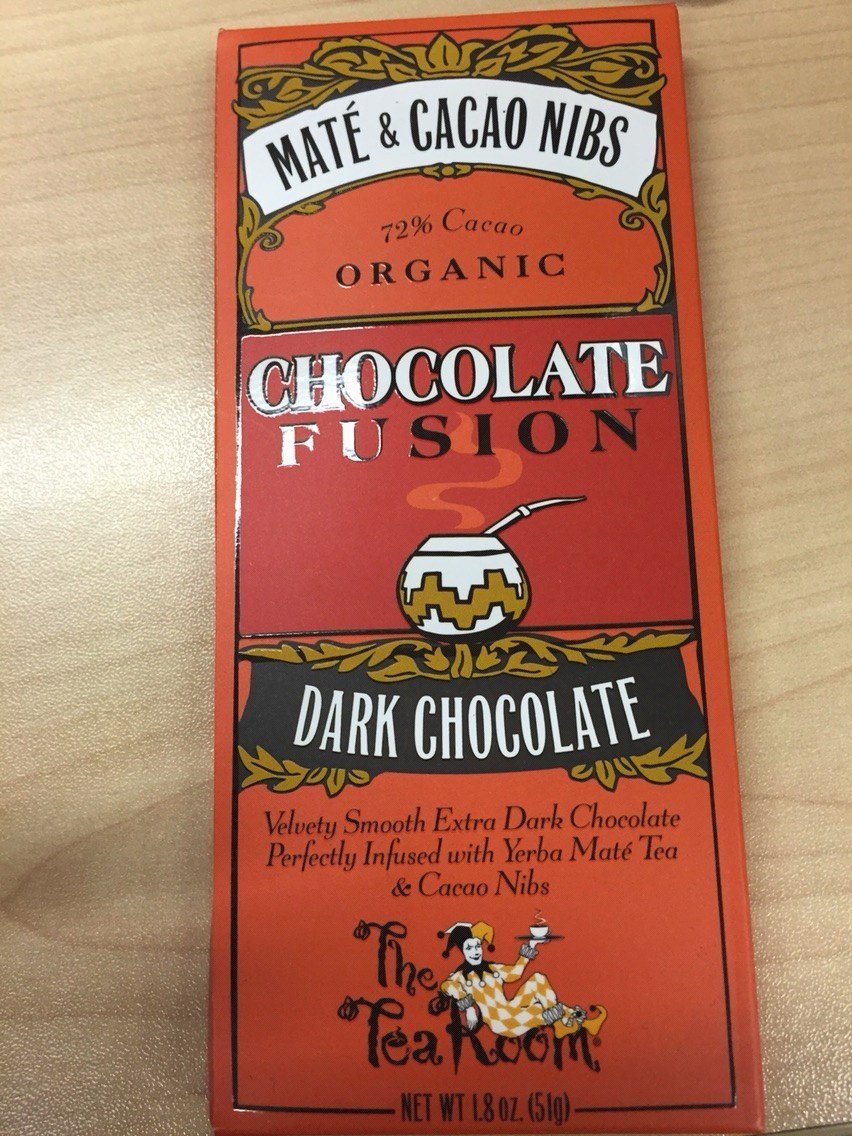 MATÉ & CACAO NIBS
72% Cacao
ORGANIC
CHOCOLATE
FUSION
DARK CHOCOLATE
Velvety Smooth Extra Dark Chocolate
Perfectly Infused with Yerba Maté Tea
& Cacao Nibs
The
Tea Room®
NET WT 1.8 oz. (51g)